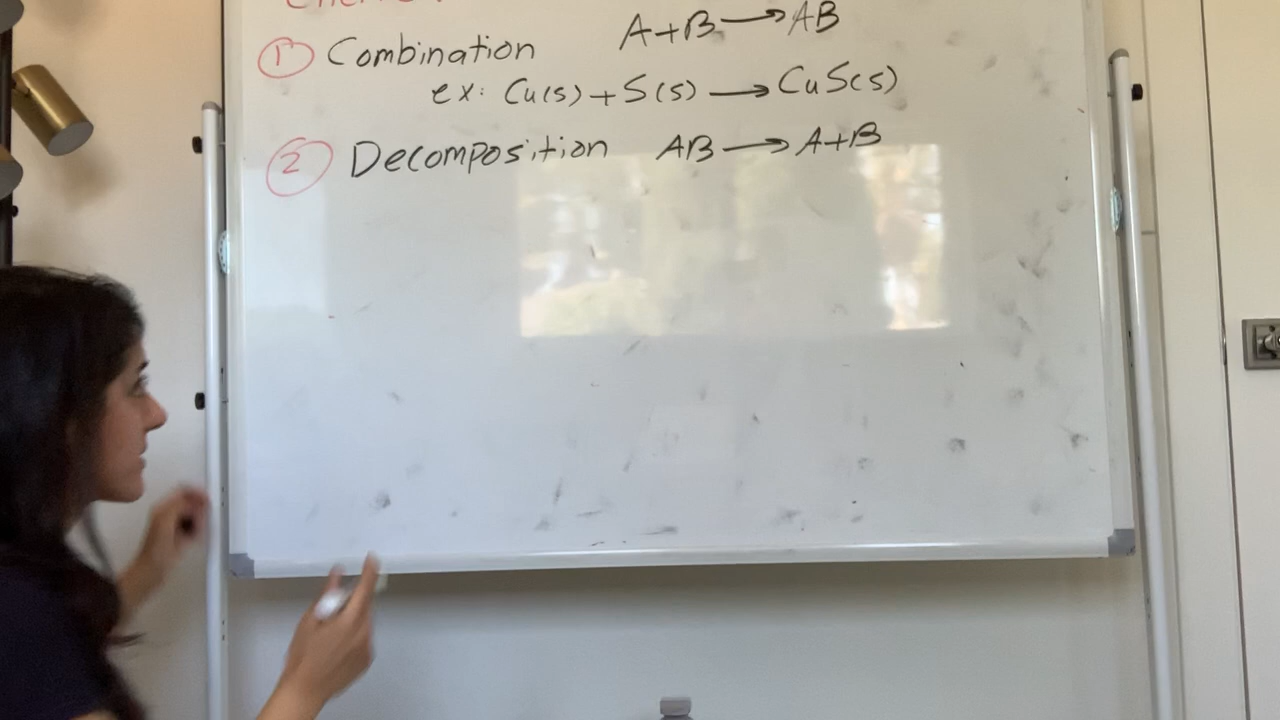 ① Combination A+B → AB
ex: Cu(s) + S(s) → CuS(s)
② Decomposition AB → A+B